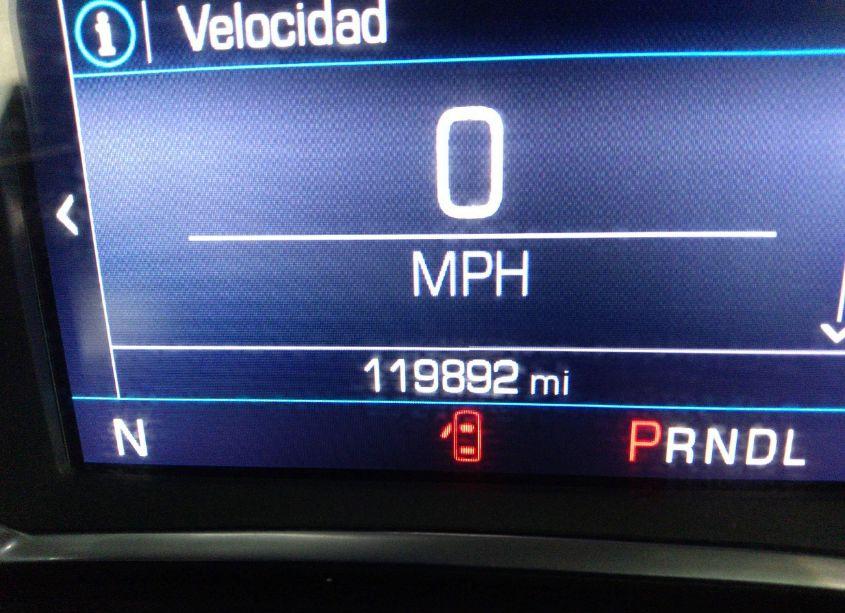 i Velocidad
0
MPH
119892 mi
N PRNDL